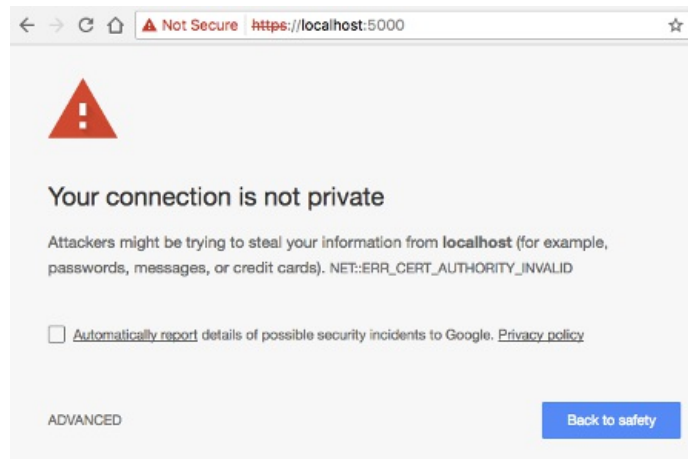 Not Secure https://localhost:5000
Your connection is not private
Attackers might be trying to steal your information from localhost (for example,
passwords, messages, or credit cards). NET::ERR_CERT_AUTHORITY_INVALID
Automatically report details of possible security incidents to Google. Privacy policy
ADVANCED Back to safety